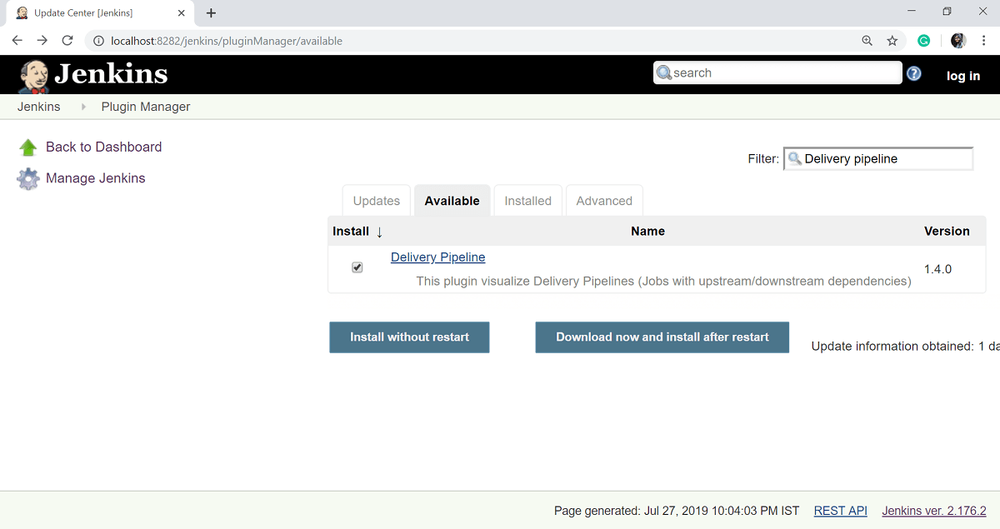 Update Center [Jenkins]
localhost:8282/jenkins/pluginManager/available
Jenkins
search
log in
Jenkins
Plugin Manager
Back to Dashboard
Manage Jenkins
Filter: Delivery pipeline
Updates
Available
Installed
Advanced
Install ↓ Name Version
Delivery Pipeline
This plugin visualize Delivery Pipelines (Jobs with upstream/downstream dependencies)
1.4.0
Install without restart
Download now and install after restart
Update information obtained: 1 da
Page generated: Jul 27, 2019 10:04:03 PM IST REST API Jenkins ver. 2.176.2